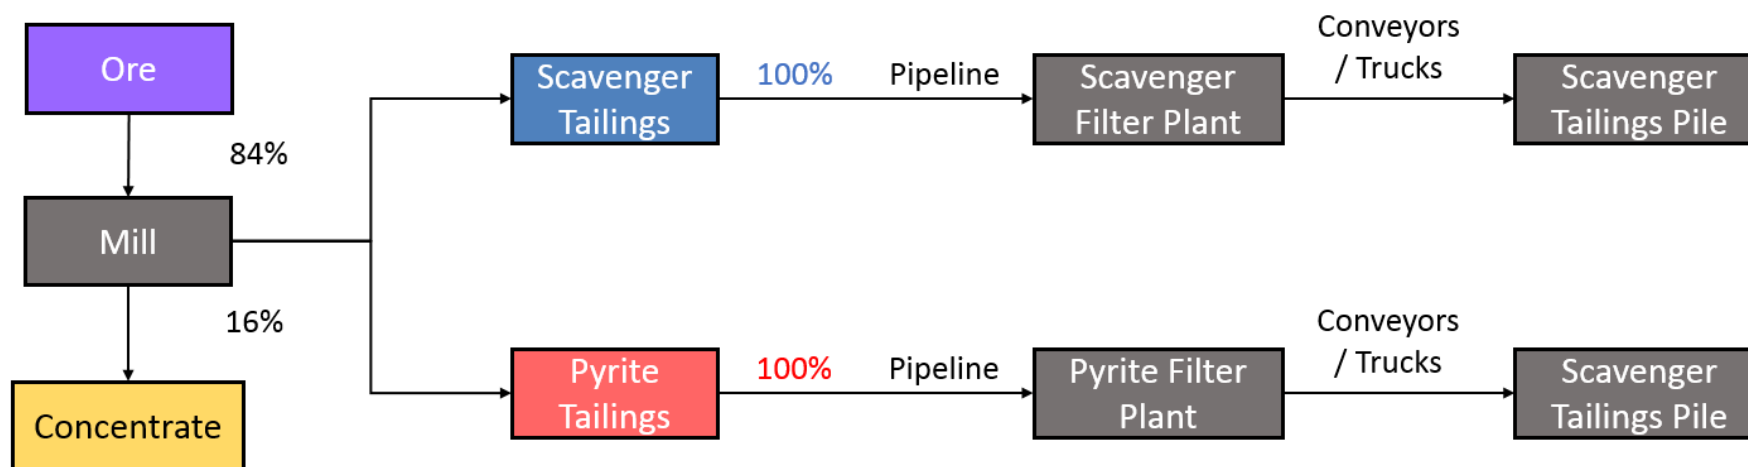 Ore
84%
Mill
16%
Concentrate
Scavenger
Tailings
100%
Pipeline
Scavenger
Filter Plant
Conveyors
/ Trucks
Scavenger
Tailings Pile
Pyrite
Tailings
100%
Pipeline
Pyrite Filter
Plant
Conveyors
/ Trucks
Scavenger
Tailings Pile